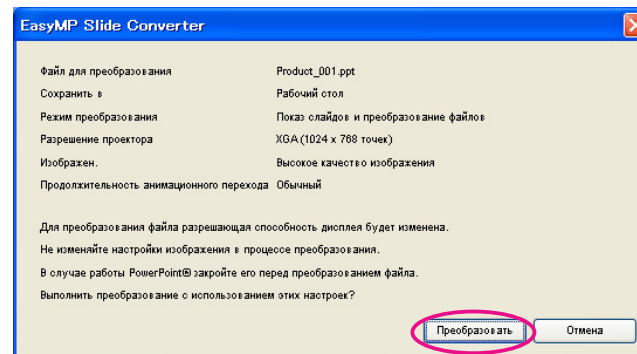 EasyMP Slide Converter
Файл для преобразования Product_001.ppt
Сохранить в Рабочий стол
Режим преобразования Показ слайдов и преобразование файлов
Разрешение проектора XGA (1024 x 768 точек)
Изображен. Высокое качество изображения
Продолжительность анимационного перехода Обычный
Для преобразования файла разрешающая способность дисплея будет изменена.
Не изменяйте настройки изображения в процессе преобразования.
В случае работы PowerPoint® закройте его перед преобразованием файла.
Выполнить преобразование с использованием этих настроек?
Преобразовать Отмена